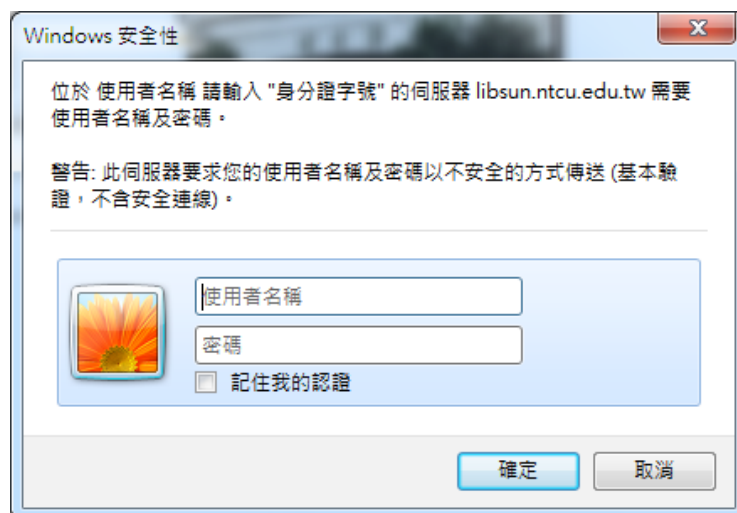 Windows 安全性
位於 使用者名稱 請輸入 "身分證字號" 的伺服器 libsun.ntcu.edu.tw 需要
使用者名稱及密碼。
警告: 此伺服器要求您的使用者名稱及密碼以不安全的方式傳送 (基本驗
證，不含安全連線)。
使用者名稱
密碼
記住我的認證
確定
取消